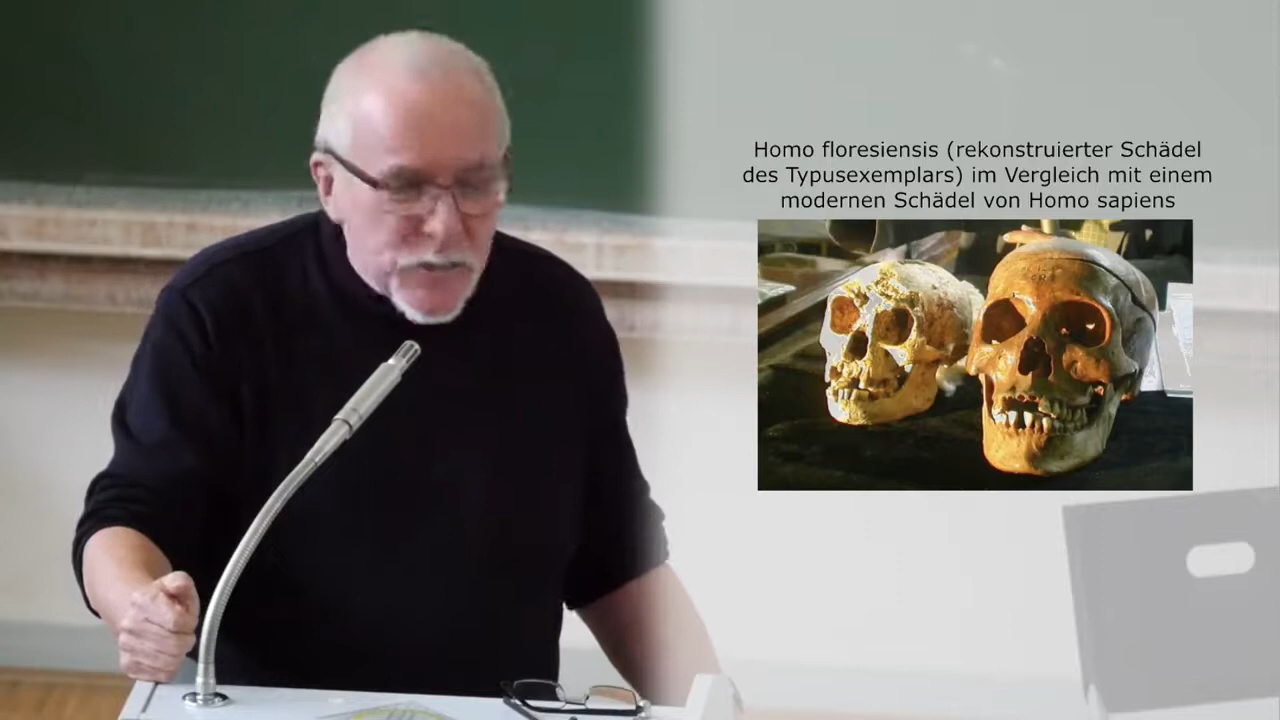 Homo floresiensis (rekonstruierter Schädel
des Typusexemplars) im Vergleich mit einem
modernen Schädel von Homo sapiens